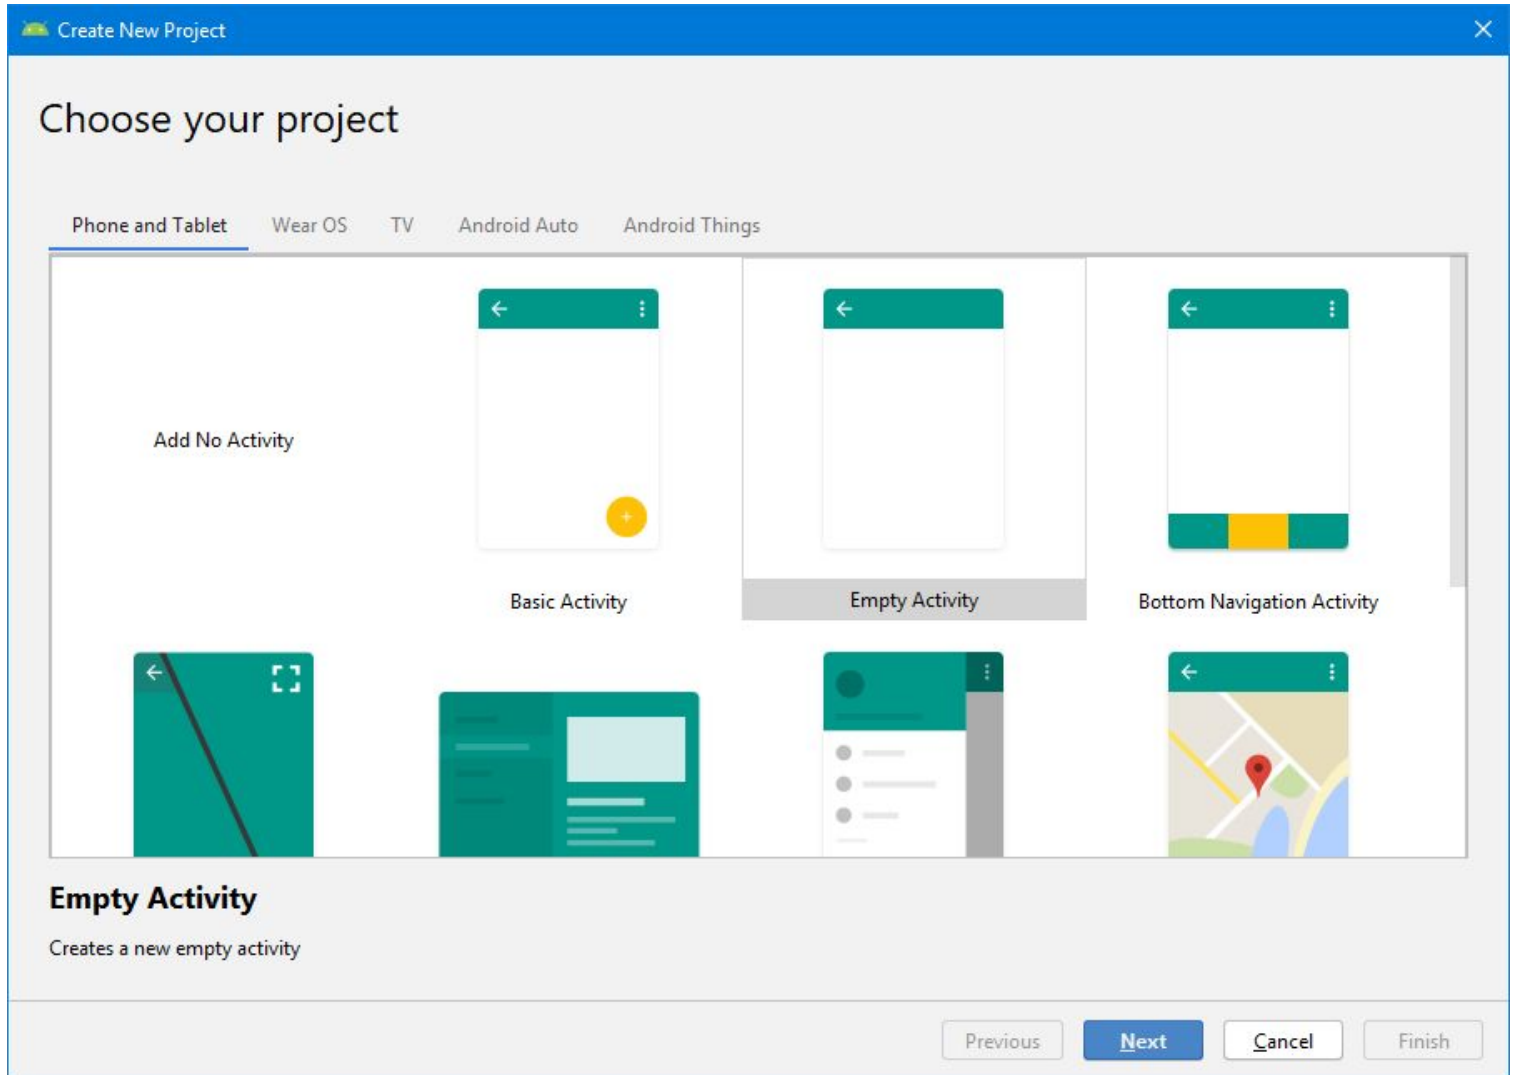 Create New Project
Choose your project
Phone and Tablet Wear OS TV Android Auto Android Things
Add No Activity
Basic Activity Empty Activity Bottom Navigation Activity
Empty Activity
Creates a new empty activity
Previous Next Cancel Finish